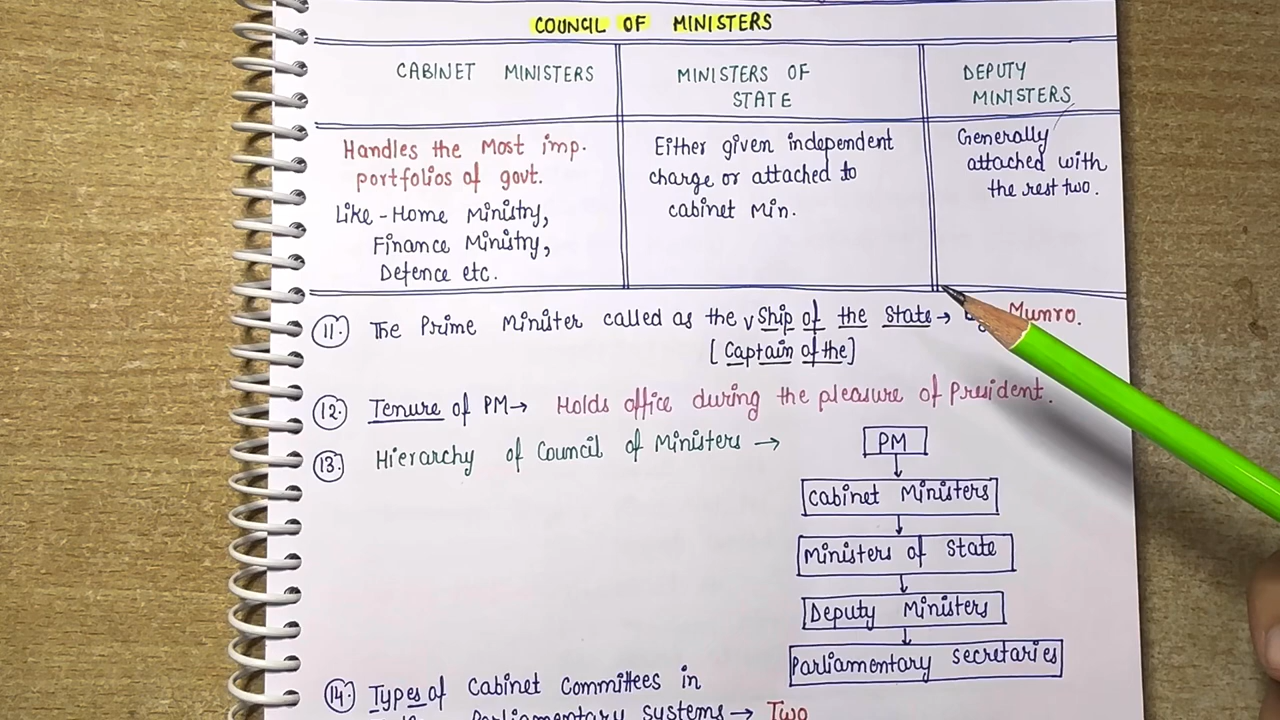 COUNCIL OF MINISTERS
CABINET MINISTERS
MINISTERS OF
STATE
DEPUTY
MINISTERS
Handles the Most imp.
portfolios of govt.
Like - Home Ministry,
Finance Ministry,
Defence etc.
Either given independent
charge or attached to
cabinet Min.
Generally
attached with
the rest two.
11. The Prime Minister called as the √ Ship of the State → Munro.
[Captain of the]
12. Tenure of PM → Holds office during the pleasure of President.
13. Hierarchy of Council of Ministers →
PM
Cabinet Ministers
Ministers of State
Deputy Ministers
Parliamentary Secretaries
14. Types of Cabinet Committees in
Parliamentary systems → Two